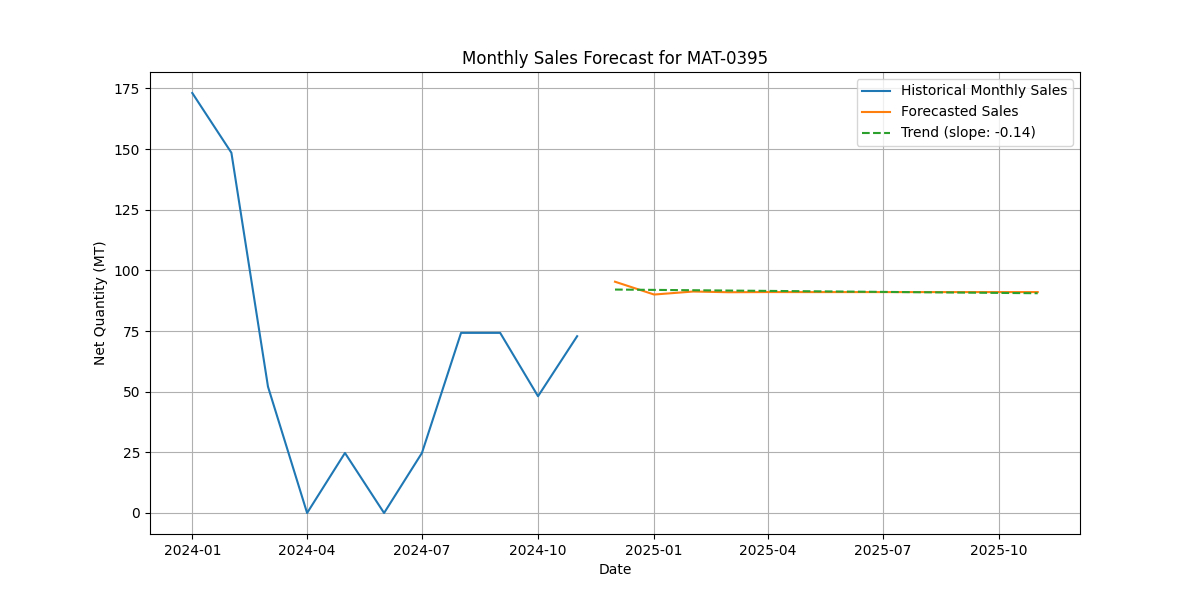 Monthly Sales Forecast for MAT-0395
Historical Monthly Sales
Forecasted Sales
Trend (slope: -0.14)
Net Quantity (MT)
175
150
125
100
75
50
25
0
2024-01 2024-04 2024-07 2024-10 2025-01 2025-04 2025-07 2025-10
Date